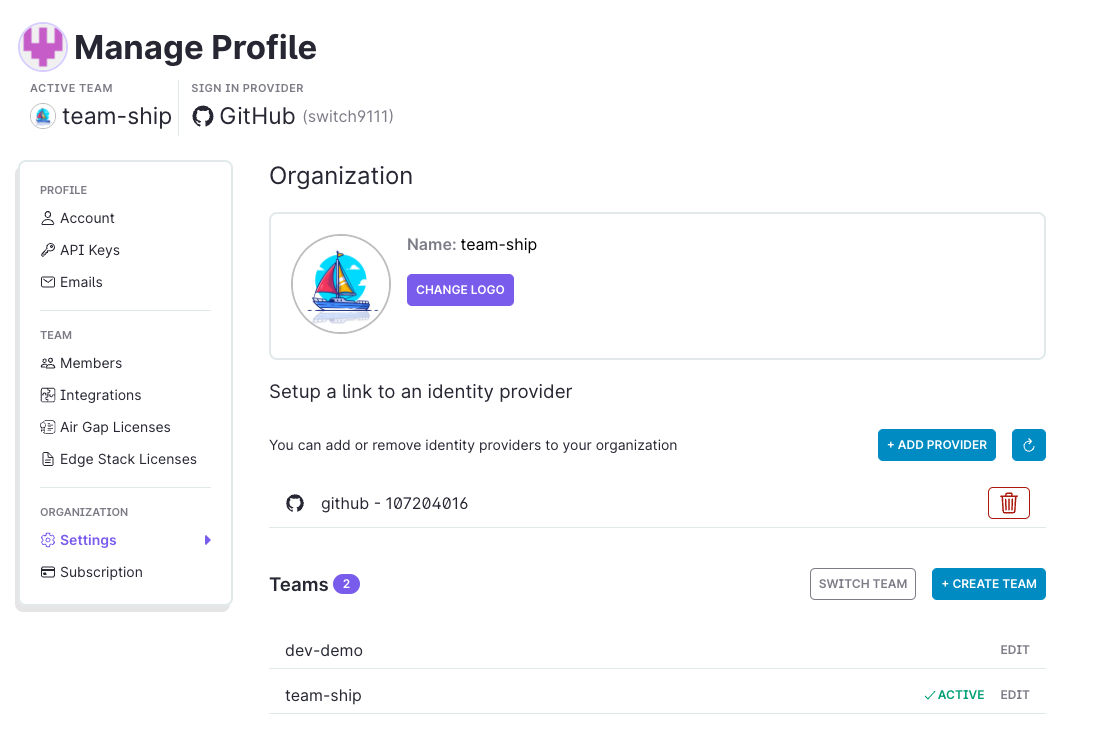 Manage Profile
ACTIVE TEAM
team-ship
SIGN IN PROVIDER
GitHub (switch9111)
PROFILE
Account
API Keys
Emails
TEAM
Members
Integrations
Air Gap Licenses
Edge Stack Licenses
ORGANIZATION
Settings
Subscription
Organization
Name: team-ship
CHANGE LOGO
Setup a link to an identity provider
You can add or remove identity providers to your organization
+ ADD PROVIDER
github - 107204016
Teams 2
SWITCH TEAM
+ CREATE TEAM
dev-demo EDIT
team-ship ACTIVE EDIT